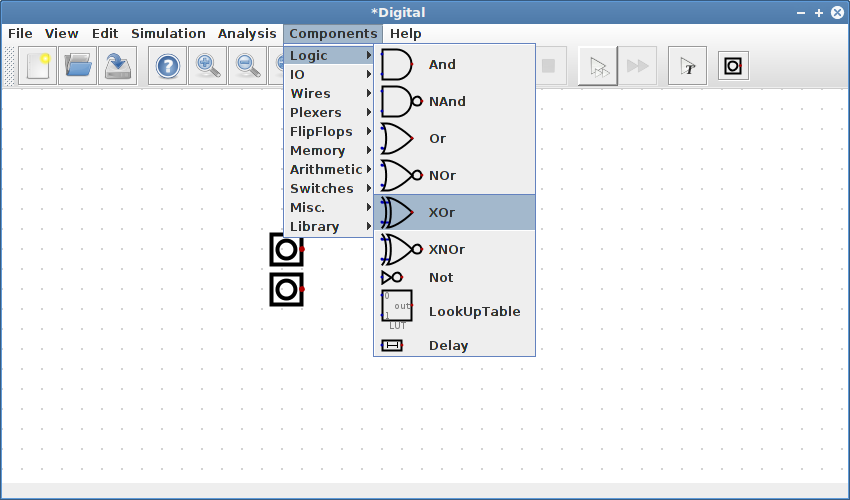 *Digital
File View Edit Simulation Analysis Components Help
Logic
IO
Wires
Plexers
FlipFlops
Memory
Arithmetic
Switches
Misc.
Library
And
NAnd
Or
NOr
XOr
XNOr
Not
0
out
1
LUT
LookUpTable
Delay
?
T